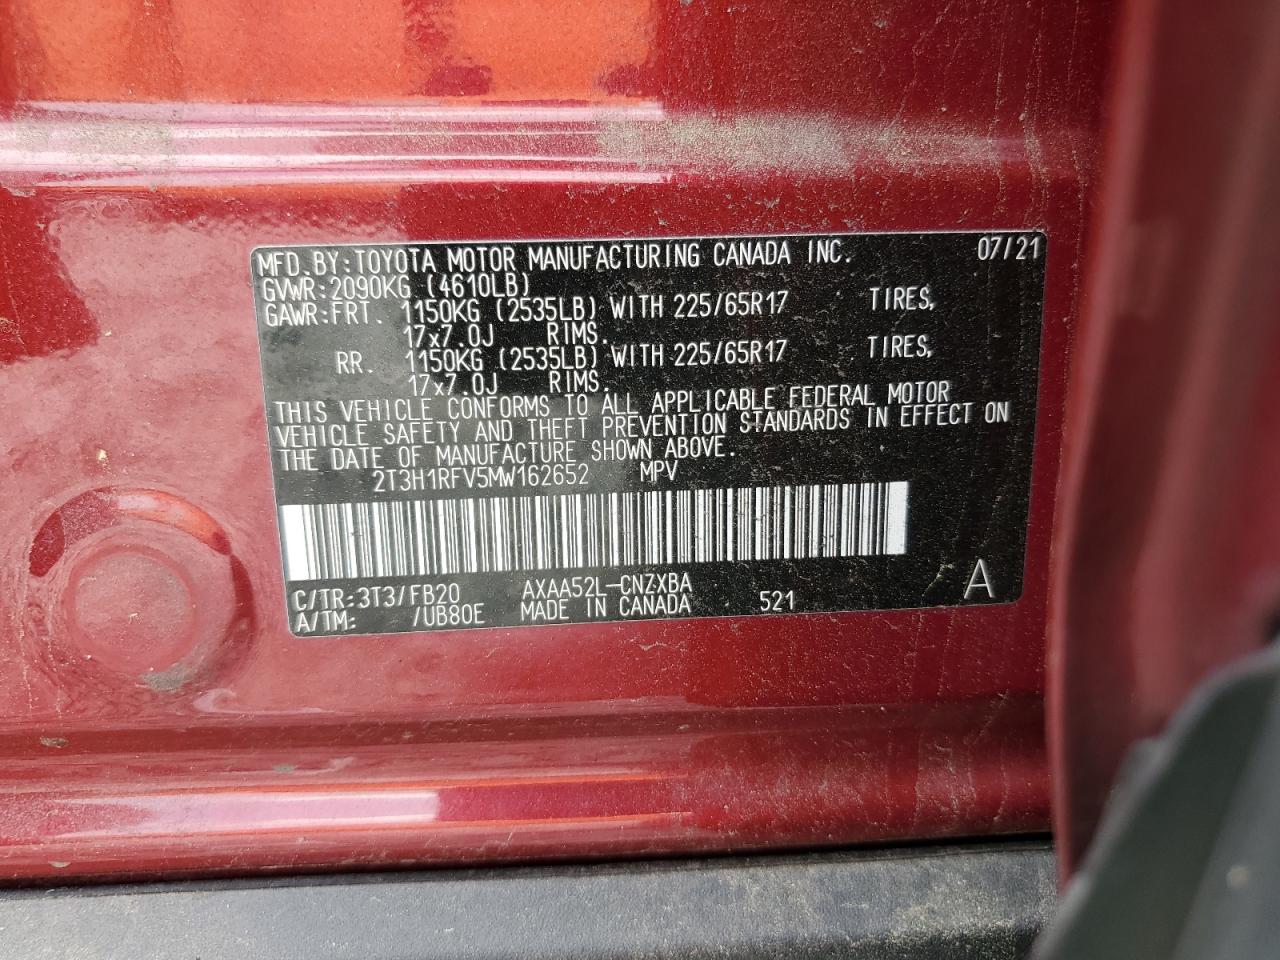 MFD.BY:TOYOTA MOTOR MANUFACTURING CANADA INC. 07/21
GVWR:2090KG (4610LB)
GAWR:FRT. 1150KG (2535LB) WITH 225/65R17 TIRES,
17x7.0J RIMS.
RR. 1150KG (2535LB) WITH 225/65R17 TIRES,
17x7.0J RIMS.
THIS VEHICLE CONFORMS TO ALL APPLICABLE FEDERAL MOTOR
VEHICLE SAFETY AND THEFT PREVENTION STANDARDS IN EFFECT ON
THE DATE OF MANUFACTURE SHOWN ABOVE.
2T3H1RFV5MW162652 MPV
C/TR:3T3/FB20 AXAA52L-CNZXBA
A/TM: /UB80E MADE IN CANADA 521 A